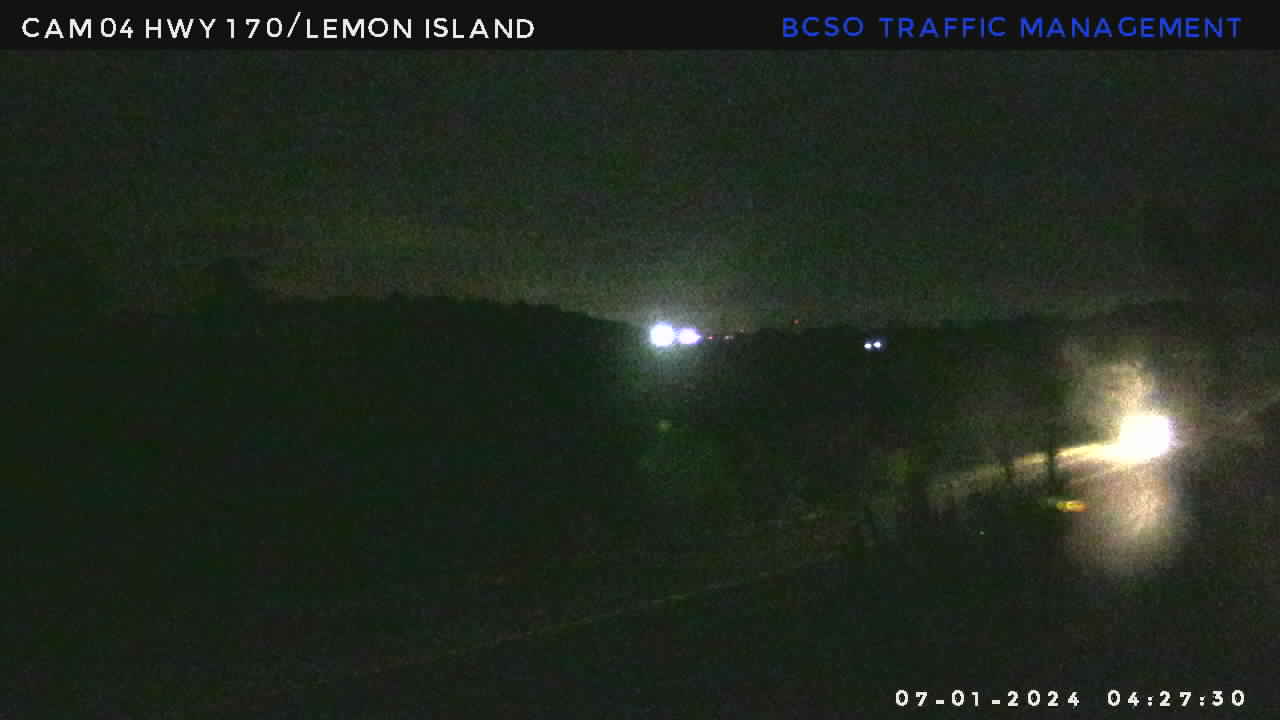 CAM04 HWY 170/LEMON ISLAND
BCSO TRAFFIC MANAGEMENT
07-01-2024 04:27:30